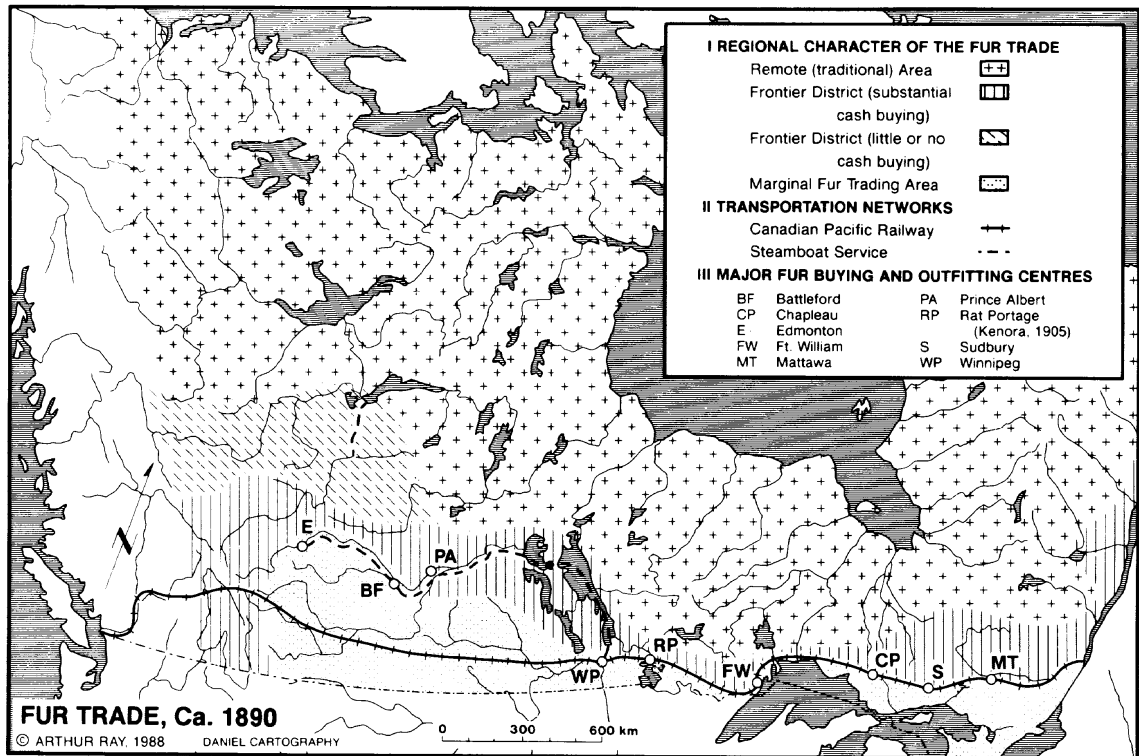 I REGIONAL CHARACTER OF THE FUR TRADE
Remote (traditional) Area
Frontier District (substantial
cash buying)
Frontier District (little or no
cash buying)
Marginal Fur Trading Area
II TRANSPORTATION NETWORKS
Canadian Pacific Railway
Steamboat Service
III MAJOR FUR BUYING AND OUTFITTING CENTRES
BF Battleford PA Prince Albert
CP Chapleau RP Rat Portage
E Edmonton (Kenora, 1905)
FW Ft. William S Sudbury
MT Mattawa WP Winnipeg
N
E
PA
BF
RP
WP
FW
CP
S
MT
FUR TRADE, Ca. 1890
© ARTHUR RAY, 1988 DANIEL CARTOGRAPHY
0 300 600 km